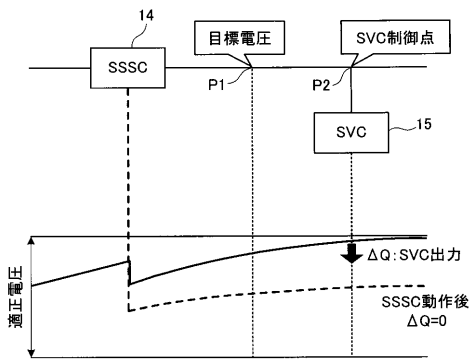 14
目標電圧
SVC制御点
SSSC
P1
P2
SVC
15
適正電圧
ΔQ:SVC出力
SSSC動作後
ΔQ=0